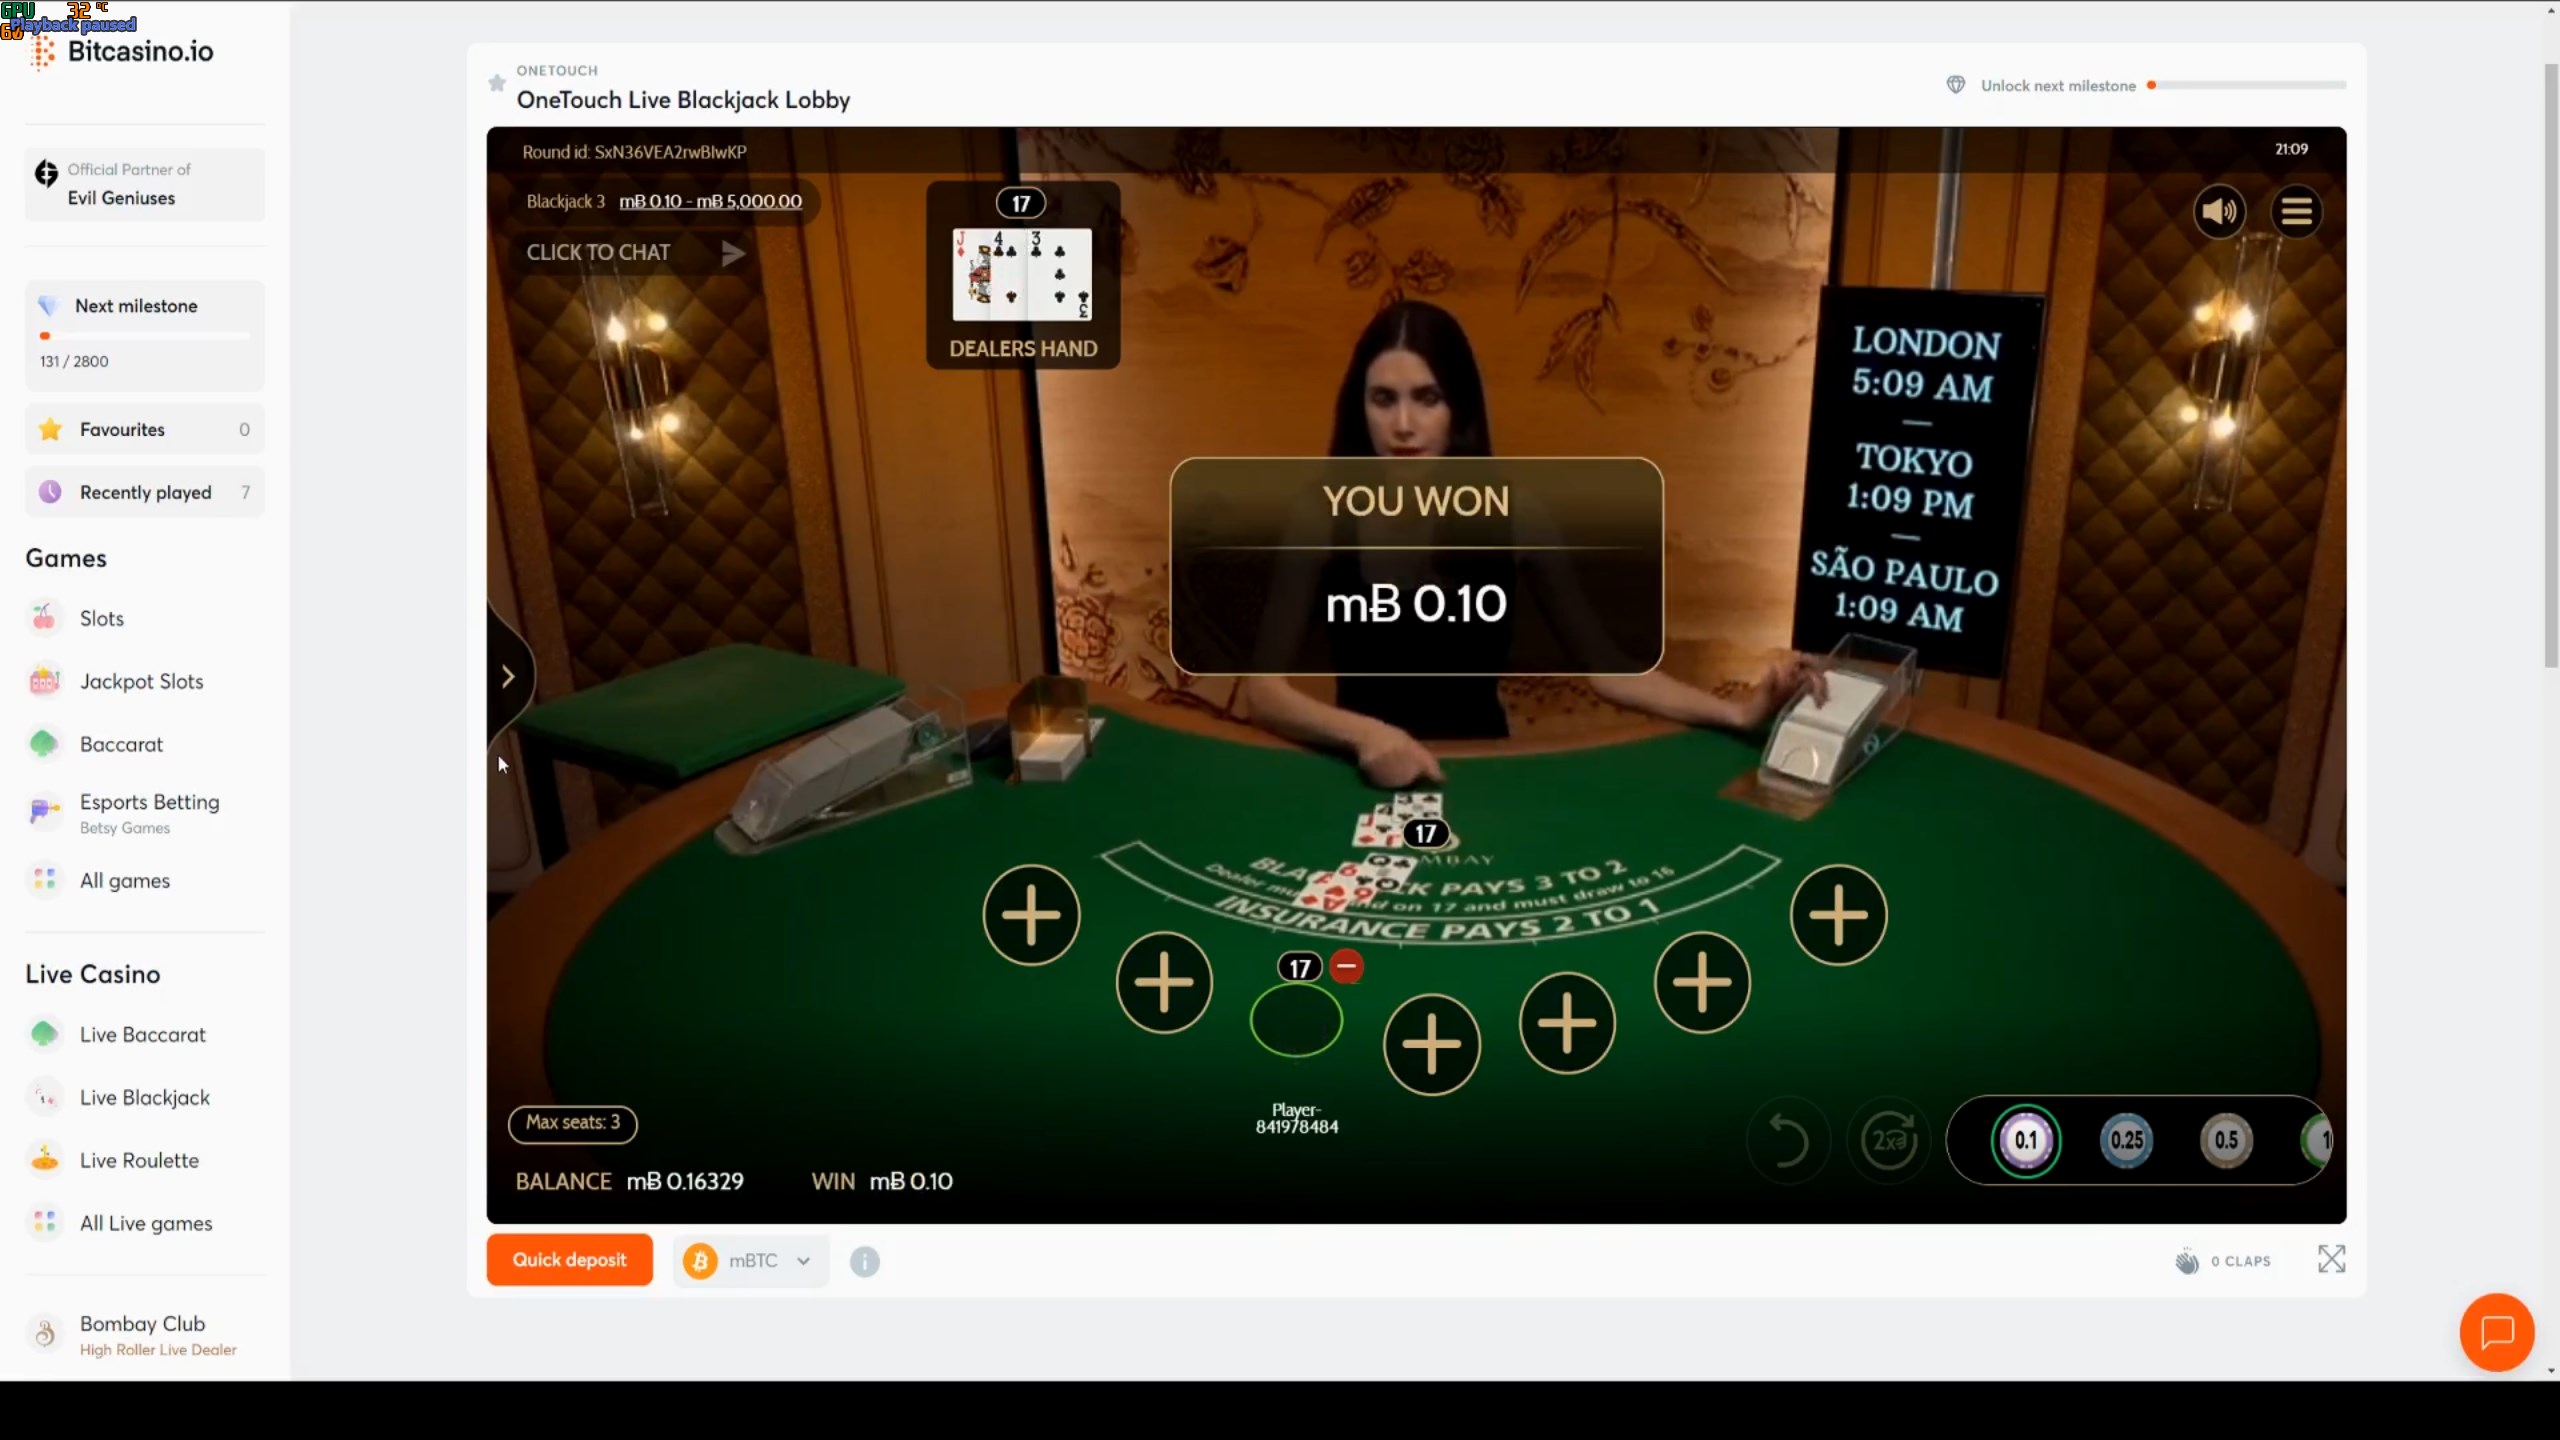 GPU 32 °C
Playback paused
Bitcasino.io
Official Partner of
Evil Geniuses
Next milestone
131 / 2800
Favourites 0
Recently played 7
Games
Slots
Jackpot Slots
Baccarat
Esports Betting
Betsy Games
All games
Live Casino
Live Baccarat
Live Blackjack
Live Roulette
All Live games
Bombay Club
High Roller Live Dealer
ONETOUCH
OneTouch Live Blackjack Lobby
Unlock next milestone
Round id: SxN36VEA2rwBIwKP
21:09
Blackjack 3 mɃ 0.10 - mɃ 5,000.00
CLICK TO CHAT
17
J 4 3
3
DEALERS HAND
LONDON
5:09 AM
TOKYO
1:09 PM
SÃO PAULO
1:09 AM
YOU WON
mɃ 0.10
17
PAYS 3 TO 2
on 17 and must draw to 16
INSURANCE PAYS 2 TO 1
17
Player-
841978484
Max seats: 3
BALANCE mɃ 0.16329 WIN mɃ 0.10
2x
0.1 0.25 0.5
Quick deposit
mBTC
0 CLAPS